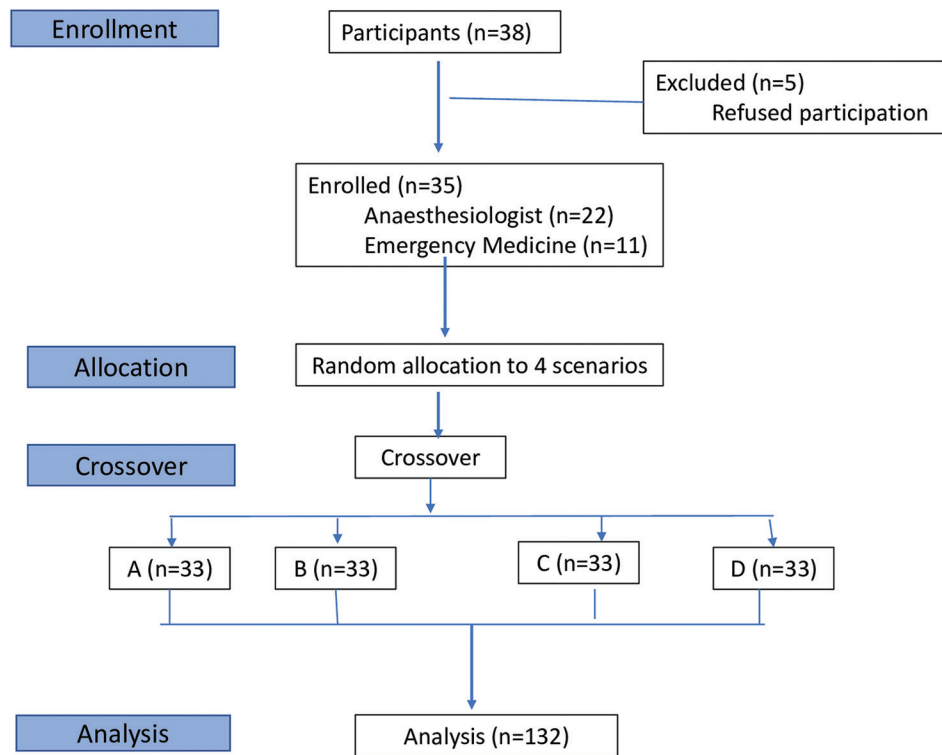 Enrollment
Participants (n=38)
Excluded (n=5)
Refused participation
Enrolled (n=35)
Anaesthesiologist (n=22)
Emergency Medicine (n=11)
Allocation
Random allocation to 4 scenarios
Crossover
Crossover
A (n=33)
B (n=33)
C (n=33)
D (n=33)
Analysis
Analysis (n=132)